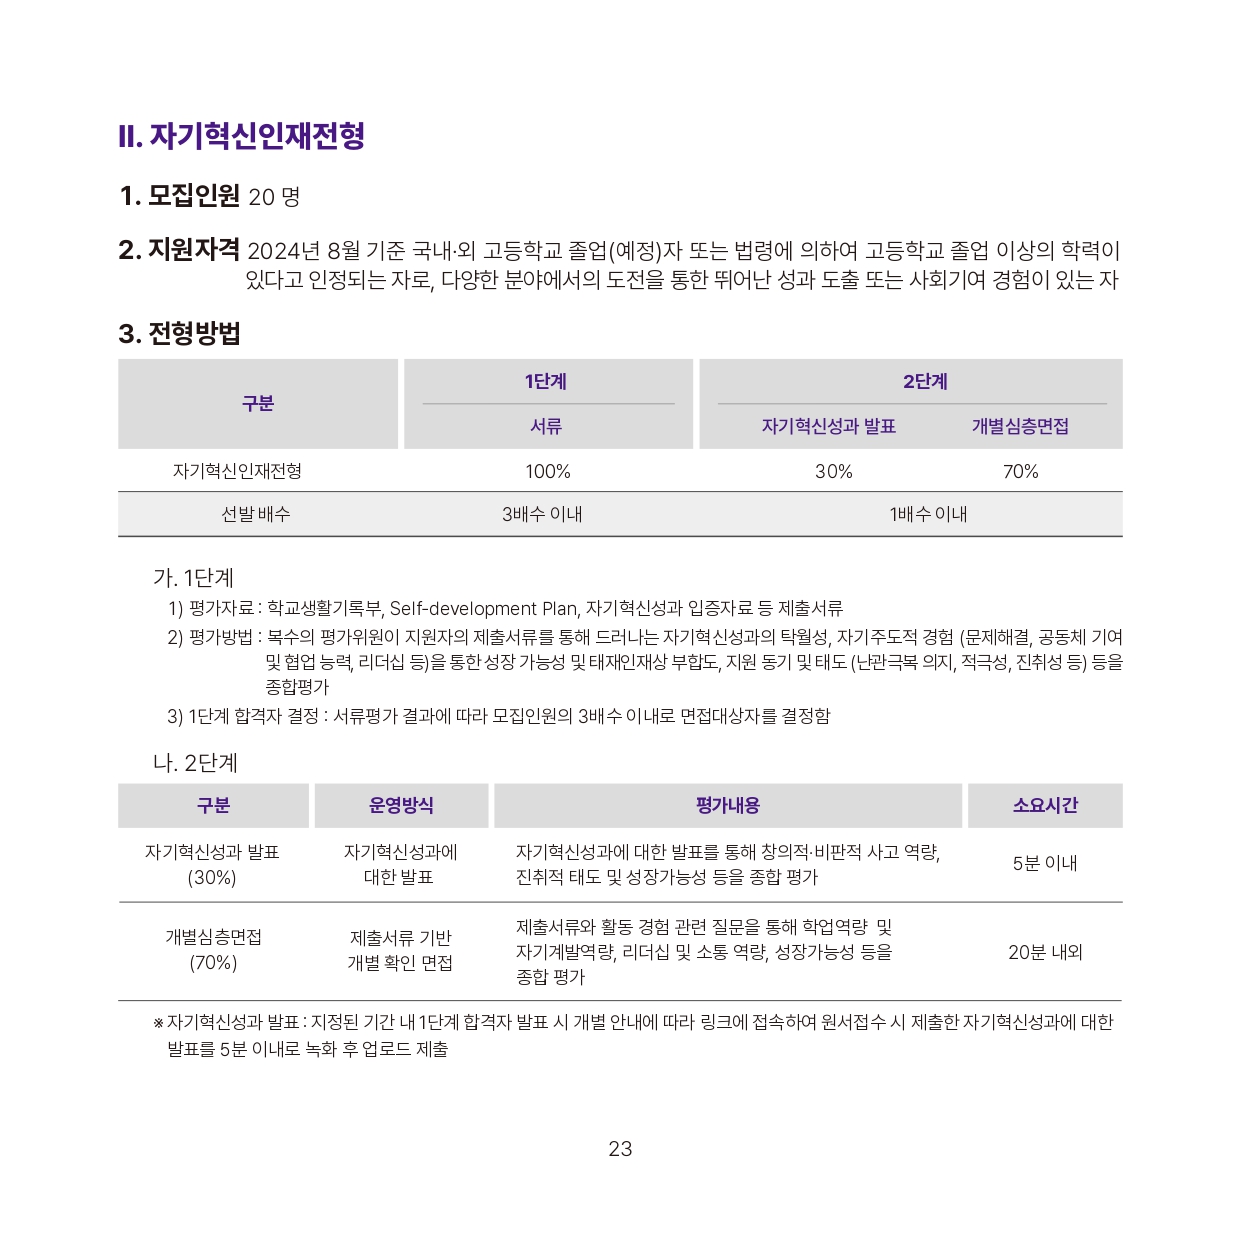 II. 자기혁신인재전형
1. 모집인원 20 명
2. 지원자격 2024년 8월 기준 국내·외 고등학교 졸업(예정)자 또는 법령에 의하여 고등학교 졸업 이상의 학력이
있다고 인정되는 자로, 다양한 분야에서의 도전을 통한 뛰어난 성과 도출 또는 사회기여 경험이 있는 자
3. 전형방법
구분 1단계 2단계
서류 자기혁신성과 발표 개별심층면접
자기혁신인재전형 100% 30% 70%
선발 배수 3배수 이내 1배수 이내
가. 1단계
1) 평가자료 : 학교생활기록부, Self-development Plan, 자기혁신성과 입증자료 등 제출서류
2) 평가방법 : 복수의 평가위원이 지원자의 제출서류를 통해 드러나는 자기혁신성과의 탁월성, 자기주도적 경험 (문제해결, 공동체 기여
및 협업 능력, 리더십 등)을 통한 성장 가능성 및 태재인재상 부합도, 지원 동기 및 태도 (난관극복 의지, 적극성, 진취성 등) 등을
종합평가
3) 1단계 합격자 결정 : 서류평가 결과에 따라 모집인원의 3배수 이내로 면접대상자를 결정함
나. 2단계
구분 운영방식 평가내용 소요시간
자기혁신성과 발표 자기혁신성과에 자기혁신성과에 대한 발표를 통해 창의적·비판적 사고 역량, 5분 이내
(30%) 대한 발표 진취적 태도 및 성장가능성 등을 종합 평가
개별심층면접 제출서류 기반 제출서류와 활동 경험 관련 질문을 통해 학업역량 및
(70%) 개별 확인 면접 자기계발역량, 리더십 및 소통 역량, 성장가능성 등을 20분 내외
종합 평가
※ 자기혁신성과 발표 : 지정된 기간 내 1단계 합격자 발표 시 개별 안내에 따라 링크에 접속하여 원서접수 시 제출한 자기혁신성과에 대한
발표를 5분 이내로 녹화 후 업로드 제출
23